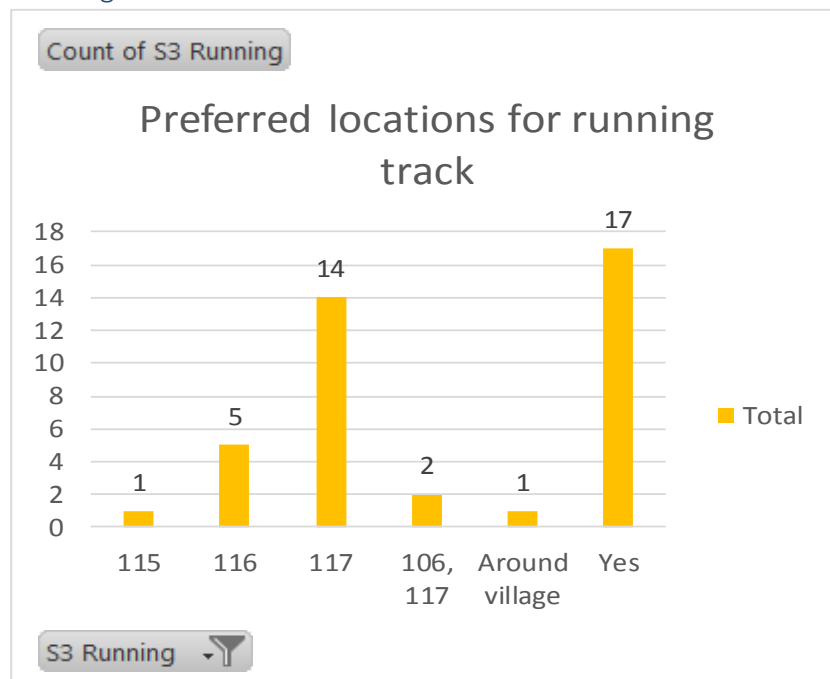 Count of S3 Running
Preferred locations for running
track
18
16
14
12
10
8
6
4
2
0
1
5
14
2
1
17
115
116
117
106,
117
Around
village
Yes
Total
S3 Running